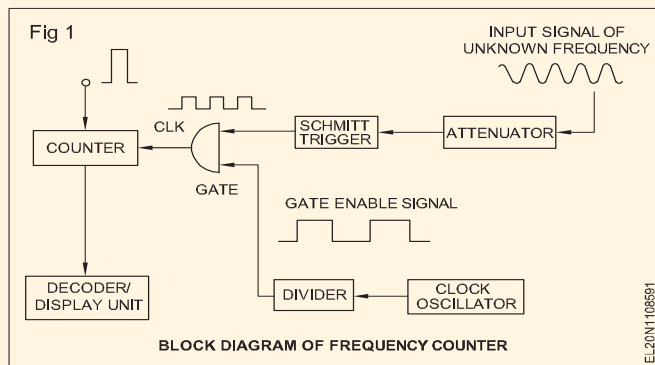 Fig 1
INPUT SIGNAL OF
UNKNOWN FREQUENCY
CLK
SCHMITT
TRIGGER
ATTENUATOR
COUNTER
GATE
GATE ENABLE SIGNAL
DECODER/
DISPLAY UNIT
DIVIDER
CLOCK
OSCILLATOR
BLOCK DIAGRAM OF FREQUENCY COUNTER
EL20N1108591